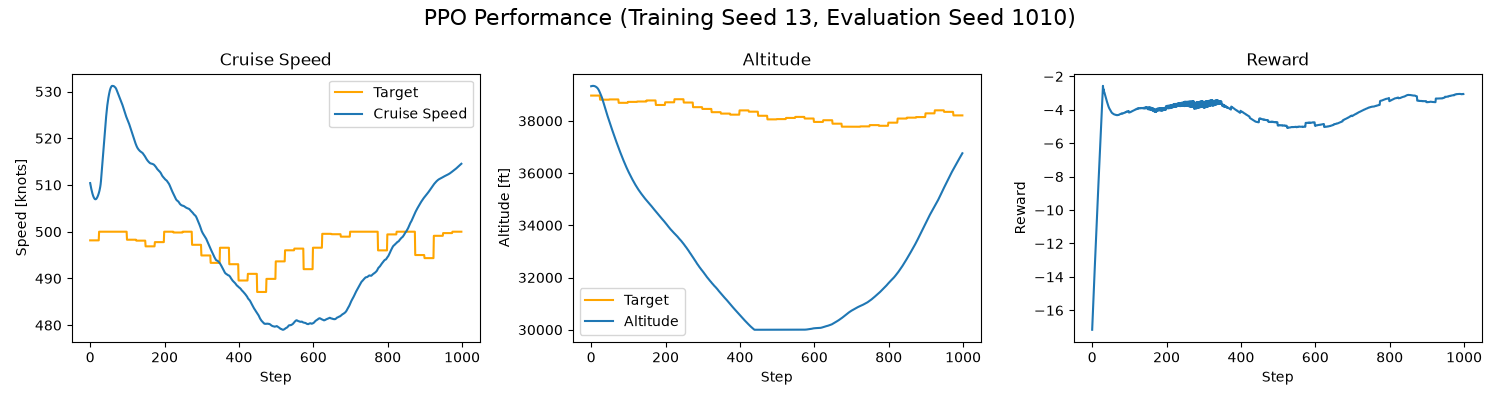 PPO Performance (Training Seed 13, Evaluation Seed 1010)
Cruise Speed
Speed [knots]
530
520
510
500
490
480
0 200 400 600 800 1000
Step
Target
Cruise Speed
Altitude
Altitude [ft]
38000
36000
34000
32000
30000
0 200 400 600 800 1000
Step
Target
Altitude
Reward
Reward
−2
−4
−6
−8
−10
−12
−14
−16
0 200 400 600 800 1000
Step